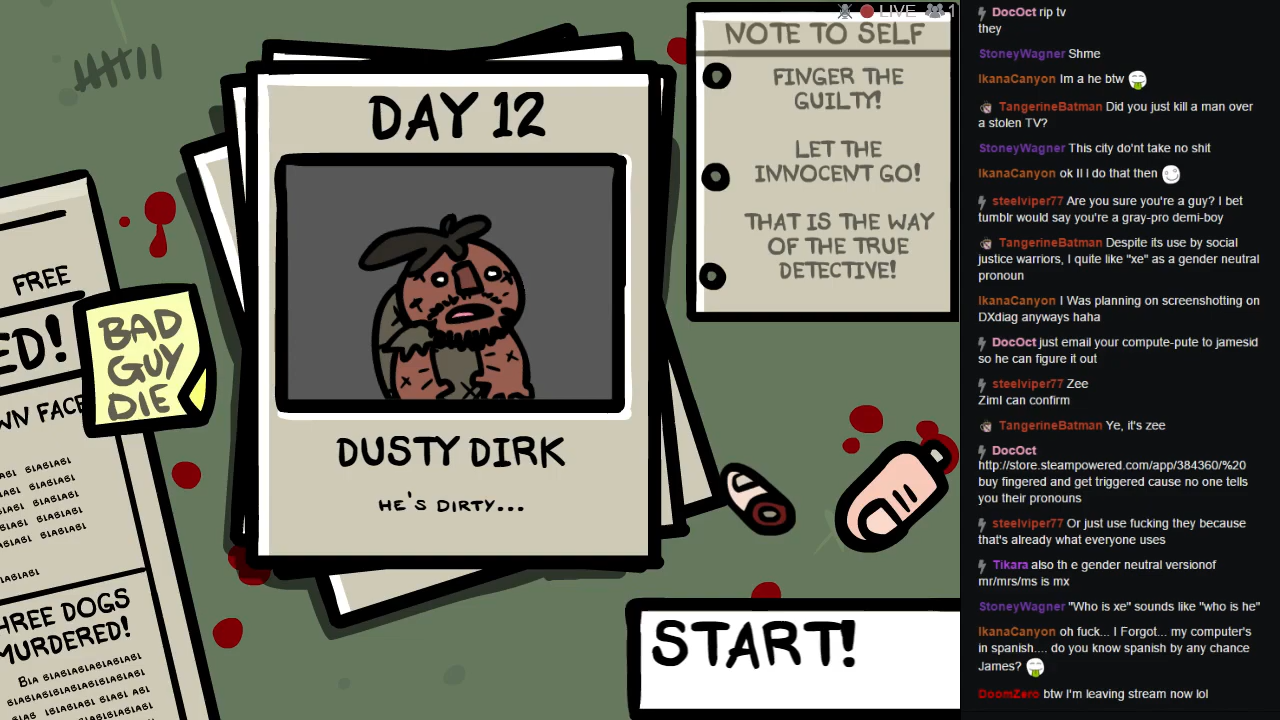 LIVE 1
NOTE TO SELF
FINGER THE
GUILTY!
LET THE
INNOCENT GO!
THAT IS THE WAY
OF THE TRUE
DETECTIVE!
DAY 12
DUSTY DIRK
HE'S DIRTY...
START!
BAD
GUY
DIE
FREE
ED!
WN FACE
SIASIASI SIASIASI
HREE DOGS
MURDERED!
BIA SIASIASIASIASIASI
DocOct rip tv
they
StoneyWagner Shme
IkanaCanyon Im a he btw
TangerineBatman Did you just kill a man over
a stolen TV?
StoneyWagner This city do'nt take no shit
IkanaCanyon ok Il l do that then
steelviper77 Are you sure you're a guy? I bet
tumblr would say you're a gray-pro demi-boy
TangerineBatman Despite its use by social
justice warriors, I quite like "xe" as a gender neutral
pronoun
IkanaCanyon I Was planning on screenshotting on
DXdiag anyways haha
DocOct just email your compute-pute to jamesid
so he can figure it out
steelviper77 Zee
ZimI can confirm
TangerineBatman Ye, it's zee
DocOct
http://store.steampowered.com/app/384360/%20
buy fingered and get triggered cause no one tells
you their pronouns
steelviper77 Or just use fucking they because
that's already what everyone uses
Tikara also th e gender neutral versionof
mr/mrs/ms is mx
StoneyWagner "Who is xe" sounds like "who is he"
IkanaCanyon oh fuck... I Forgot... my computer's
in spanish.... do you know spanish by any chance
James?
DoomZero btw I'm leaving stream now lol